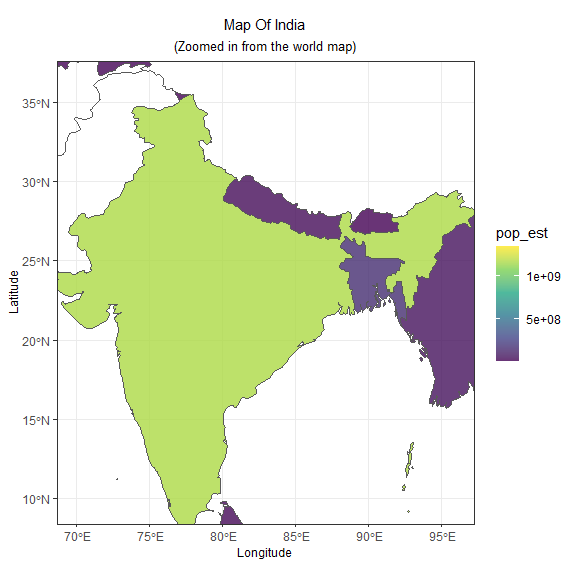 Map Of India
(Zoomed in from the world map)
35°N
30°N
25°N
20°N
15°N
10°N
Latitude
70°E
75°E
80°E
85°E
90°E
95°E
Longitude
pop_est
1e+09
5e+08